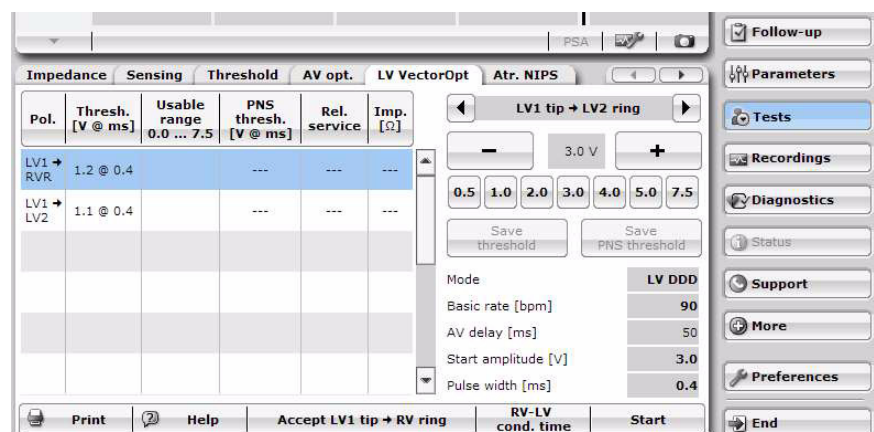 PSA
Impedance Sensing Threshold AV opt. LV VectorOpt Atr. NIPS
Pol.
Thresh.
[V @ ms]
Usable
range
0.0 ... 7.5
PNS
thresh.
[V @ ms]
Rel.
service
Imp.
[Ω]
LV1 →
RVR
1.2 @ 0.4
---
---
---
LV1 →
LV2
1.1 @ 0.4
---
---
---
LV1 tip → LV2 ring
− 3.0 V +
0.5 1.0 2.0 3.0 4.0 5.0 7.5
Save
threshold
Save
PNS threshold
Mode LV DDD
Basic rate [bpm] 90
AV delay [ms] 50
Start amplitude [V] 3.0
Pulse width [ms] 0.4
Print
Help
Accept LV1 tip → RV ring
RV-LV
cond. time
Start
Follow-up
Parameters
Tests
Recordings
Diagnostics
Status
Support
More
Preferences
End